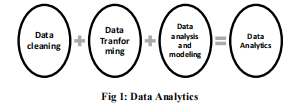 Data
cleaning
+
Data
Tranfor
ming
+
Data
analysis
and
modeling
=
Data
Analytics
Fig 1: Data Analytics